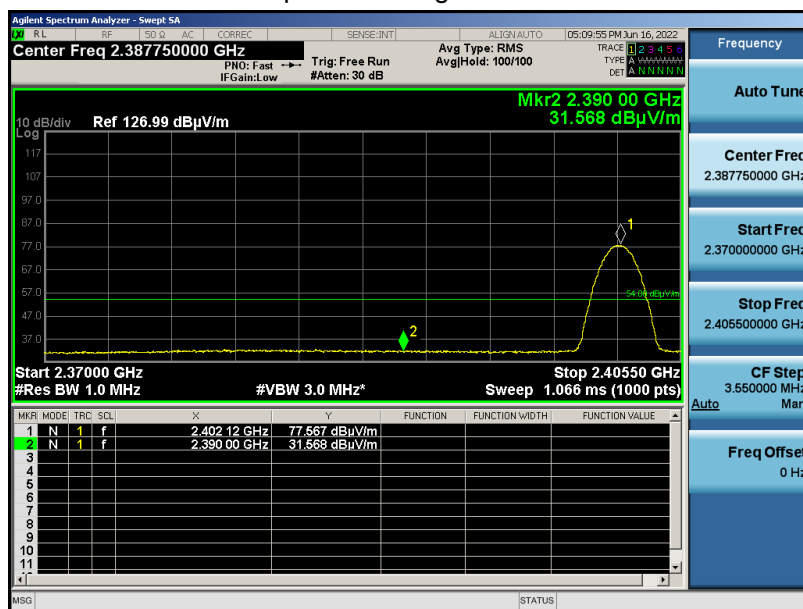 Agilent Spectrum Analyzer - Swept SA
LXI RL RF 50 Ω AC CORREC SENSE:INT ALIGN AUTO 05:09:55 PM Jun 16, 2022
Center Freq 2.387750000 GHz Avg Type: RMS TRACE 1 2 3 4 5 6
PNO: Fast Trig: Free Run Avg|Hold: 100/100 TYPE A WWWWW
IFGain:Low #Atten: 30 dB DET A N N N N N
Frequency
Auto Tune
Center Freq
2.387750000 GHz
Start Freq
2.370000000 GHz
Stop Freq
2.405500000 GHz
CF Step
3.550000 MHz
Auto Man
Freq Offset
0 Hz
Mkr2 2.390 00 GHz
10 dB/div Ref 126.99 dBµV/m 31.568 dBµV/m
Log
117
107
97.0
87.0
77.0
67.0
57.0
47.0
37.0
1
2
54.00 dBµV/m
Start 2.37000 GHz Stop 2.40550 GHz
#Res BW 1.0 MHz #VBW 3.0 MHz* Sweep 1.066 ms (1000 pts)
MKR MODE TRC SCL X Y FUNCTION FUNCTION WIDTH FUNCTION VALUE
1 N 1 f 2.402 12 GHz 77.567 dBµV/m
2 N 1 f 2.390 00 GHz 31.568 dBµV/m
3
4
5
6
7
8
9
10
11
MSG STATUS